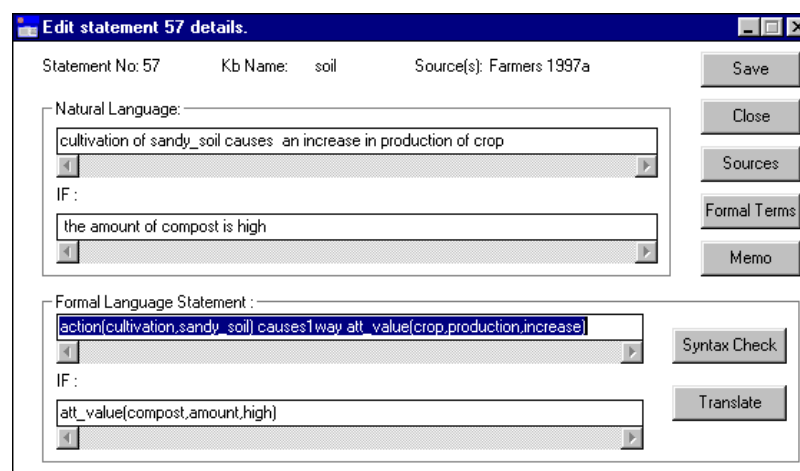 Edit statement 57 details.
Statement No: 57 Kb Name: soil Source(s): Farmers 1997a
Save
Natural Language:
Close
cultivation of sandy_soil causes  an increase in production of crop
Sources
IF :
Formal Terms
the amount of compost is high
Memo
Formal Language Statement :
action(cultivation,sandy_soil) causes1way att_value(crop,production,increase)
Syntax Check
IF :
Translate
att_value(compost,amount,high)